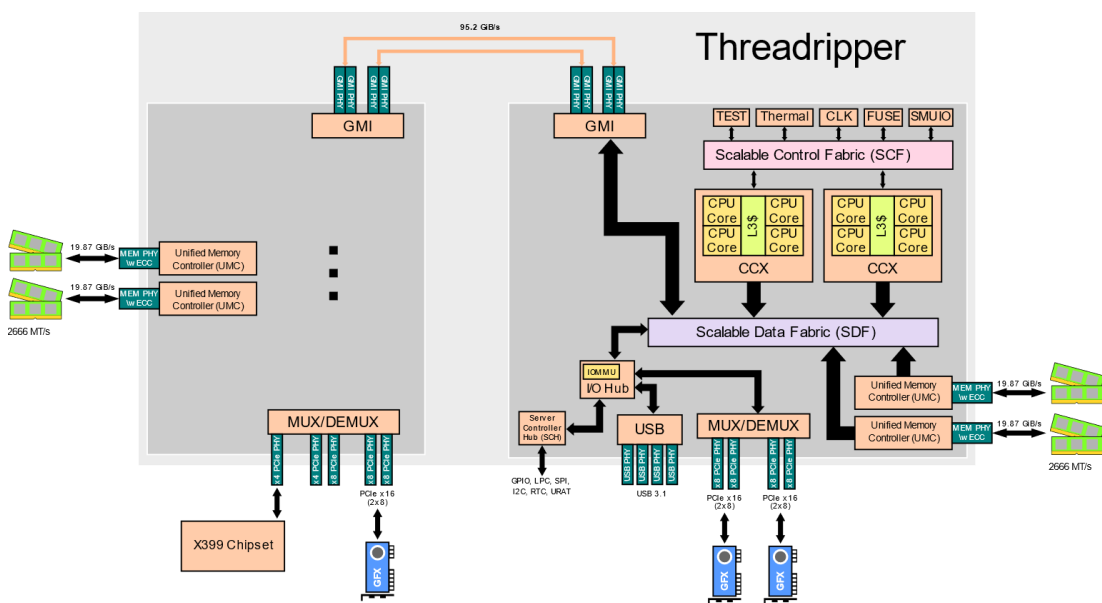 95.2 GiB/s
Threadripper
GMI PHY
GMI PHY
GMI PHY
GMI PHY
GMI
GMI PHY
GMI PHY
GMI PHY
GMI PHY
GMI
TEST
Thermal
CLK
FUSE
SMUIO
Scalable Control Fabric (SCF)
CPU
Core
CPU
Core
L3$
CPU
Core
CPU
Core
CCX
CPU
Core
CPU
Core
L3$
CPU
Core
CPU
Core
CCX
19.87 GiB/s
MEM PHY
\w ECC
Unified Memory
Controller (UMC)
19.87 GiB/s
MEM PHY
\w ECC
Unified Memory
Controller (UMC)
2666 MT/s
Scalable Data Fabric (SDF)
IOMMU
I/O Hub
Unified Memory
Controller (UMC)
MEM PHY
\w ECC
19.87 GiB/s
Unified Memory
Controller (UMC)
MEM PHY
\w ECC
19.87 GiB/s
2666 MT/s
MUX/DEMUX
x4 PCIe PHY
x4 PCIe PHY
x8 PCIe PHY
x8 PCIe PHY
x8 PCIe PHY
PCIe x16
(2x8)
X399 Chipset
GFX
Server
Controller
Hub (SCH)
GPIO, LPC, SPI,
I2C, RTC, URAT
USB
USB PHY
USB PHY
USB PHY
USB PHY
USB 3.1
MUX/DEMUX
x8 PCIe PHY
x8 PCIe PHY
x8 PCIe PHY
x8 PCIe PHY
PCIe x16
(2x8)
PCIe x16
(2x8)
GFX
GFX